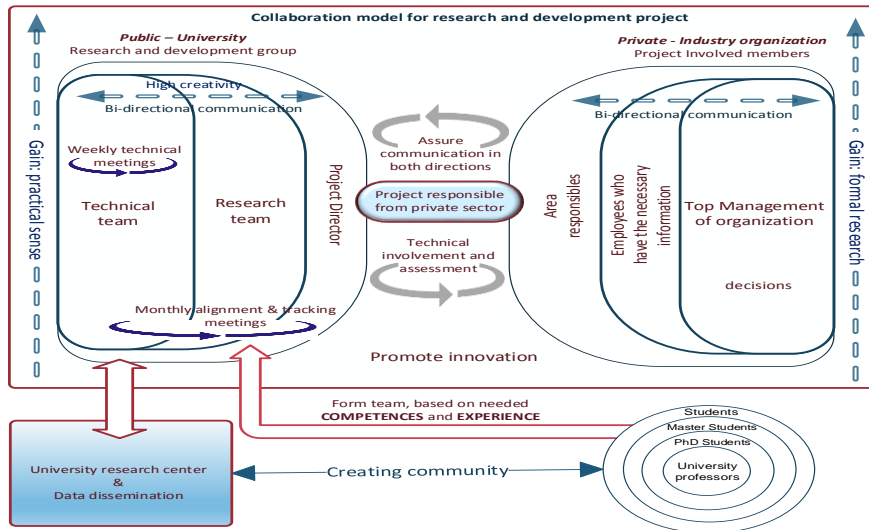 Collaboration model for research and development project
Public – University
Research and development group
Private - Industry organization
Project Involved members
Gain: practical sense
High creativity
Bi-directional communication
Weekly technical
meetings
Technical
team
Research
team
Project Director
Monthly alignment & tracking
meetings
Assure
communication in
both directions
Project responsible
from private sector
Technical
involvement and
assessment
Promote innovation
Bi-directional communication
Area
responsibles
Employees who
have the necessary
information
Top Management
of organization
decisions
Gain: formal research
Form team, based on needed
COMPETENCES and EXPERIENCE
University research center
&
Data dissemination
Creating community
Students
Master Students
PhD Students
University
professors